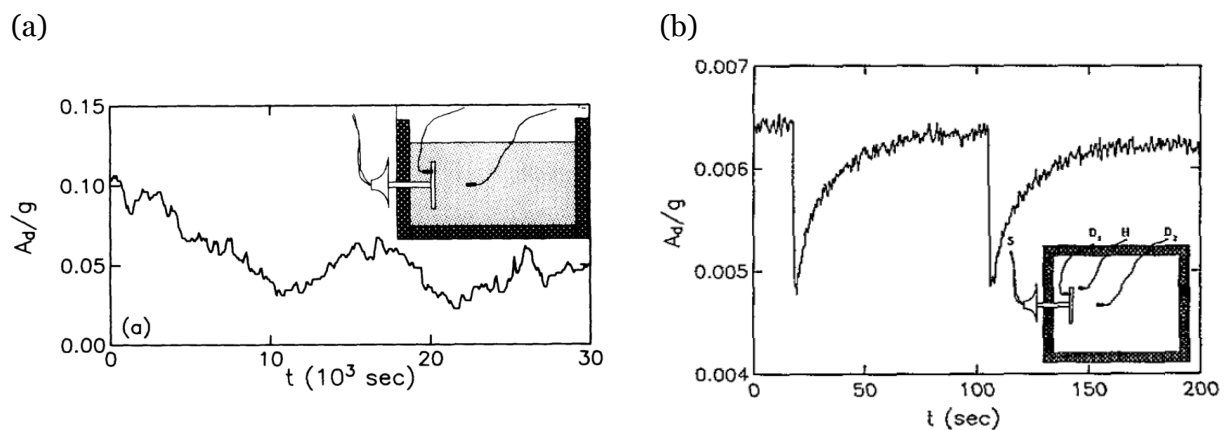 (a)
0.15
0.10
0.05
0.00
A_d/g
(a)
0
10
20
30
t (10³ sec)
(b)
0.007
0.006
0.005
0.004
A_d/g
S
D₁
H
D₂
0
50
100
150
200
t (sec)